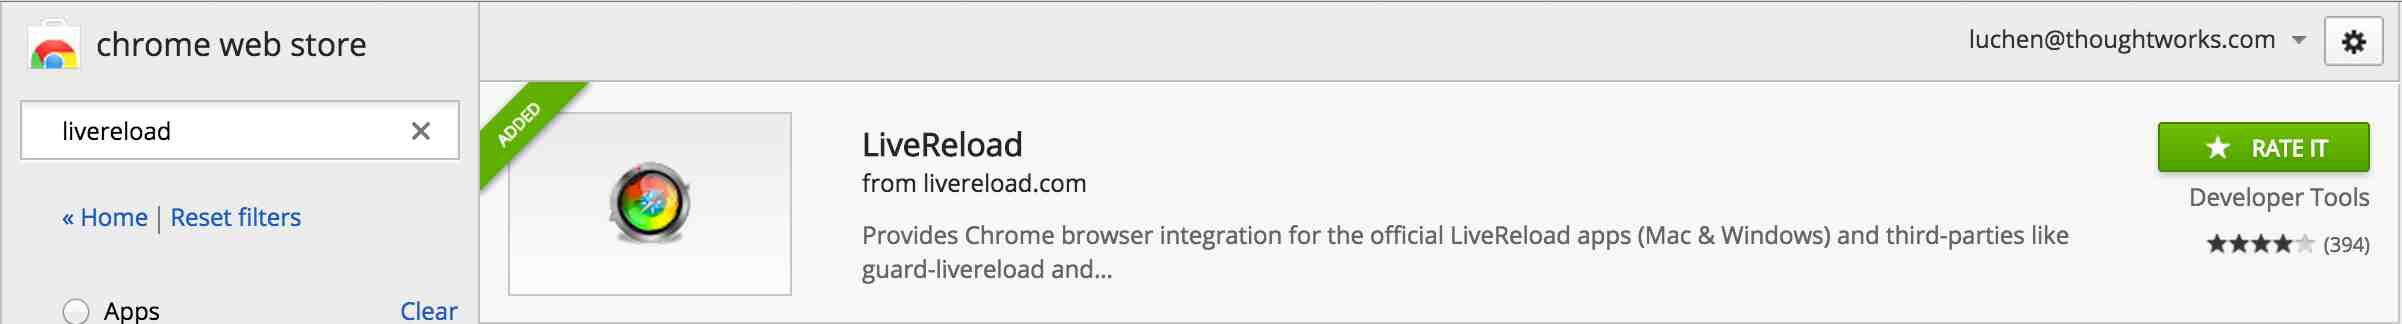 chrome web store
luchen@thoughtworks.com
livereload
« Home | Reset filters
Apps
Clear
ADDED
LiveReload
from livereload.com
Provides Chrome browser integration for the official LiveReload apps (Mac & Windows) and third-parties like
guard-livereload and...
RATE IT
Developer Tools
(394)